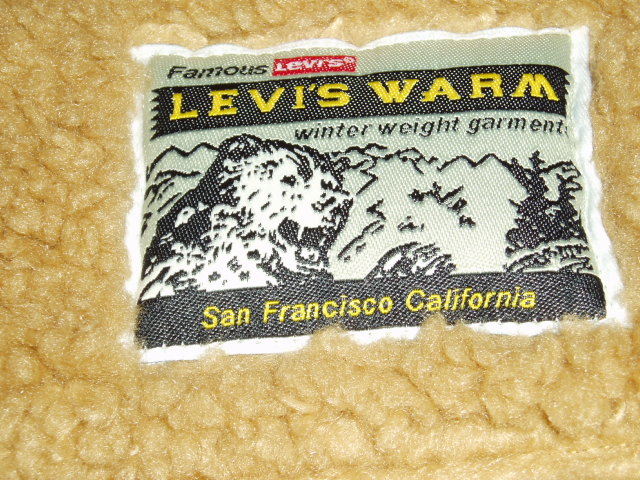 Famous Levi's®
LEVI'S WARM
winter weight garment
San Francisco California